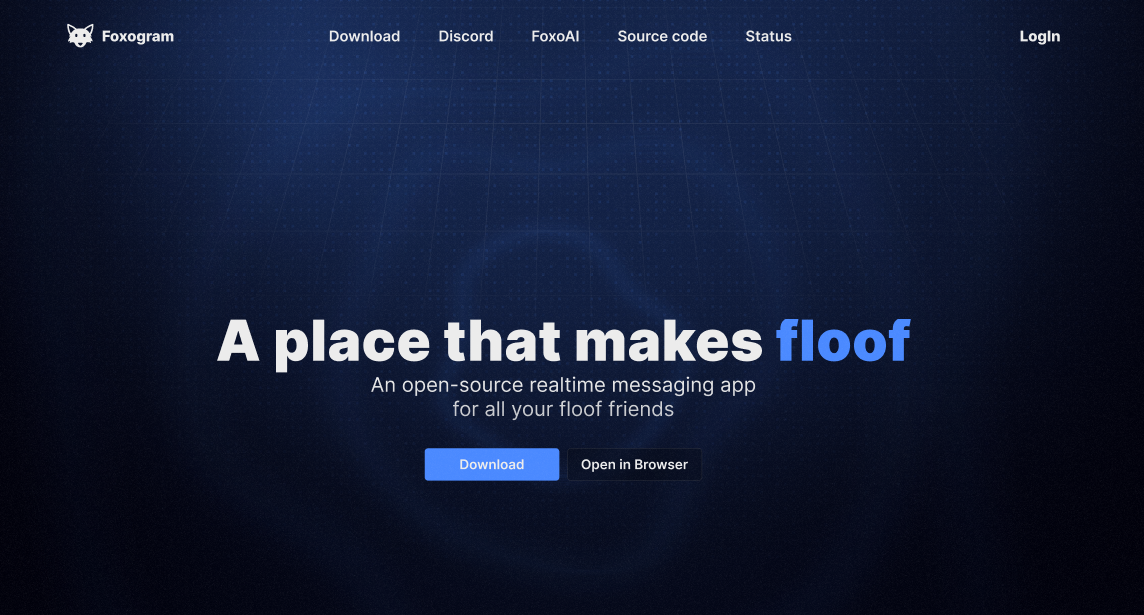 Foxogram
Download
Discord
FoxoAI
Source code
Status
LogIn
A place that makes floof
An open-source realtime messaging app
for all your floof friends
Download
Open in Browser